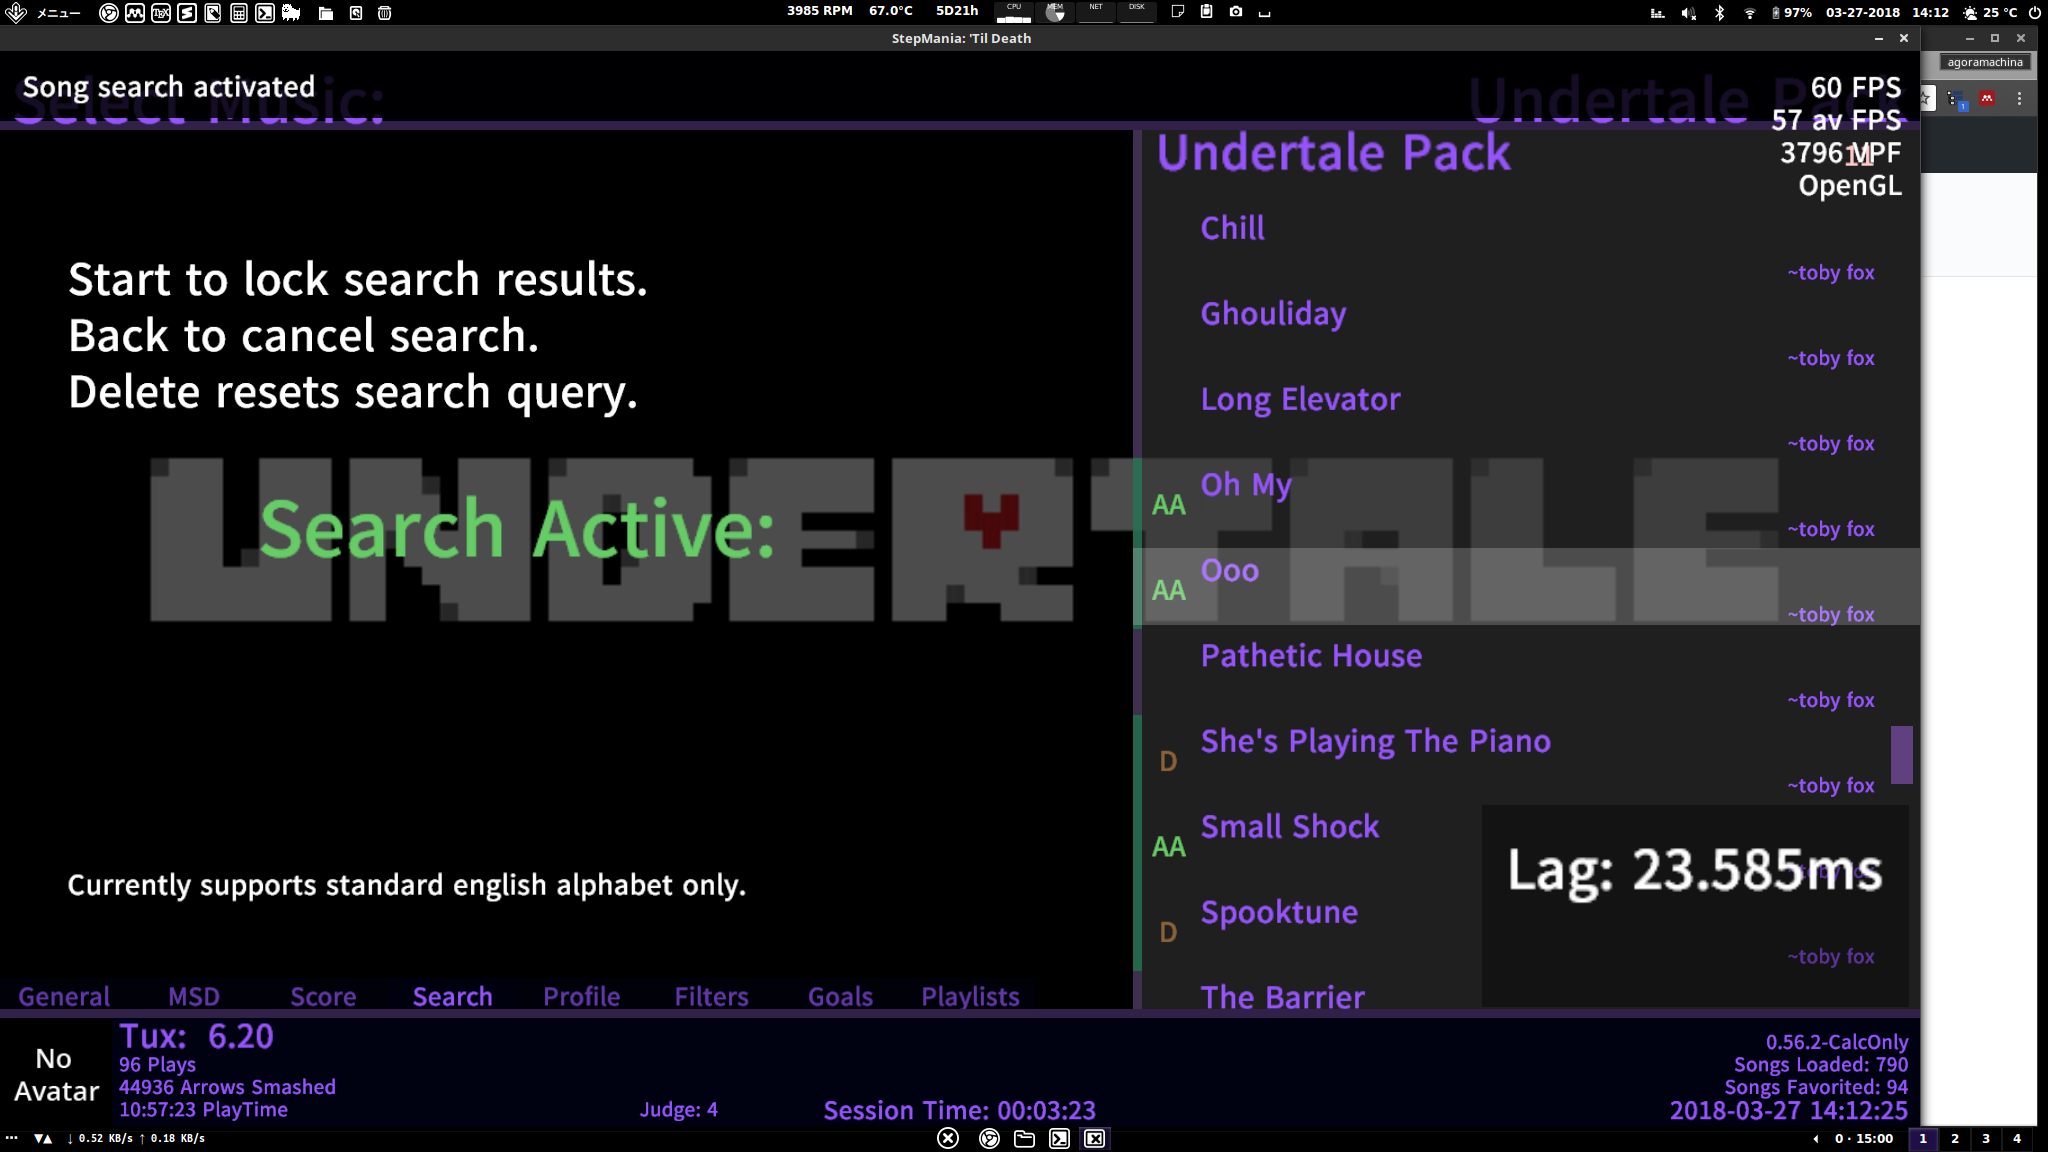 メニュー
3985 RPM 67.0°C 5D21h CPU MEM NET DISK
97% 03-27-2018 14:12 25 °C
StepMania: 'Til Death
agoramachina
Song search activated
Select Music:
Undertale Pack
60 FPS
57 av FPS
3796 VPF
OpenGL
11
Undertale Pack
Start to lock search results.
Back to cancel search.
Delete resets search query.
UNDERTALE
Search Active:
Currently supports standard english alphabet only.
Chill
~toby fox
Ghouliday
~toby fox
Long Elevator
~toby fox
AA Oh My
~toby fox
AA Ooo
~toby fox
Pathetic House
~toby fox
D She's Playing The Piano
~toby fox
AA Small Shock
Lag: 23.585ms
D Spooktune
~toby fox
The Barrier
General MSD Score Search Profile Filters Goals Playlists
No
Avatar
Tux: 6.20
96 Plays
44936 Arrows Smashed
10:57:23 PlayTime
Judge: 4
Session Time: 00:03:23
0.56.2-CalcOnly
Songs Loaded: 790
Songs Favorited: 94
2018-03-27 14:12:25
↓ 0.52 KB/s ↑ 0.18 KB/s
0 · 15:00 1 2 3 4